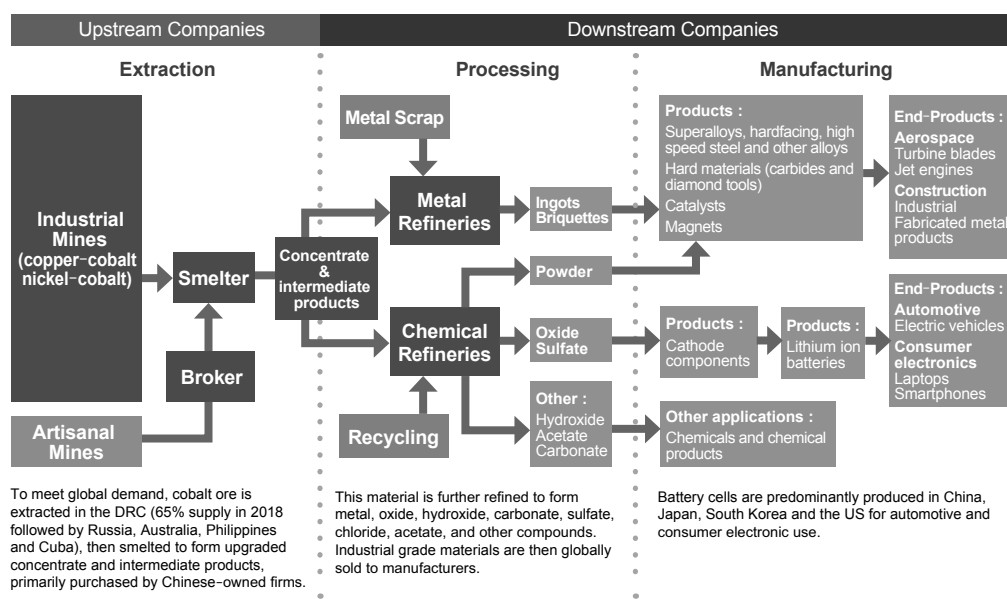 Upstream Companies
Downstream Companies
Extraction
Processing
Manufacturing
Industrial
Mines
(copper-cobalt
nickel-cobalt)
Artisanal
Mines
Smelter
Broker
Concentrate
&
intermediate
products
Metal Scrap
Metal
Refineries
Chemical
Refineries
Recycling
Ingots
Briquettes
Powder
Oxide
Sulfate
Other :
Hydroxide
Acetate
Carbonate
Products :
Superalloys, hardfacing, high
speed steel and other alloys
Hard materials (carbides and
diamond tools)
Catalysts
Magnets
End-Products :
Aerospace
Turbine blades
Jet engines
Construction
Industrial
Fabricated metal
products
Products :
Cathode
components
Products :
Lithium ion
batteries
End-Products :
Automotive
Electric vehicles
Consumer
electronics
Laptops
Smartphones
Other applications :
Chemicals and chemical
products
To meet global demand, cobalt ore is
extracted in the DRC (65% supply in 2018
followed by Russia, Australia, Philippines
and Cuba), then smelted to form upgraded
concentrate and intermediate products,
primarily purchased by Chinese-owned firms.
This material is further refined to form
metal, oxide, hydroxide, carbonate, sulfate,
chloride, acetate, and other compounds.
Industrial grade materials are then globally
sold to manufacturers.
Battery cells are predominantly produced in China,
Japan, South Korea and the US for automotive and
consumer electronic use.